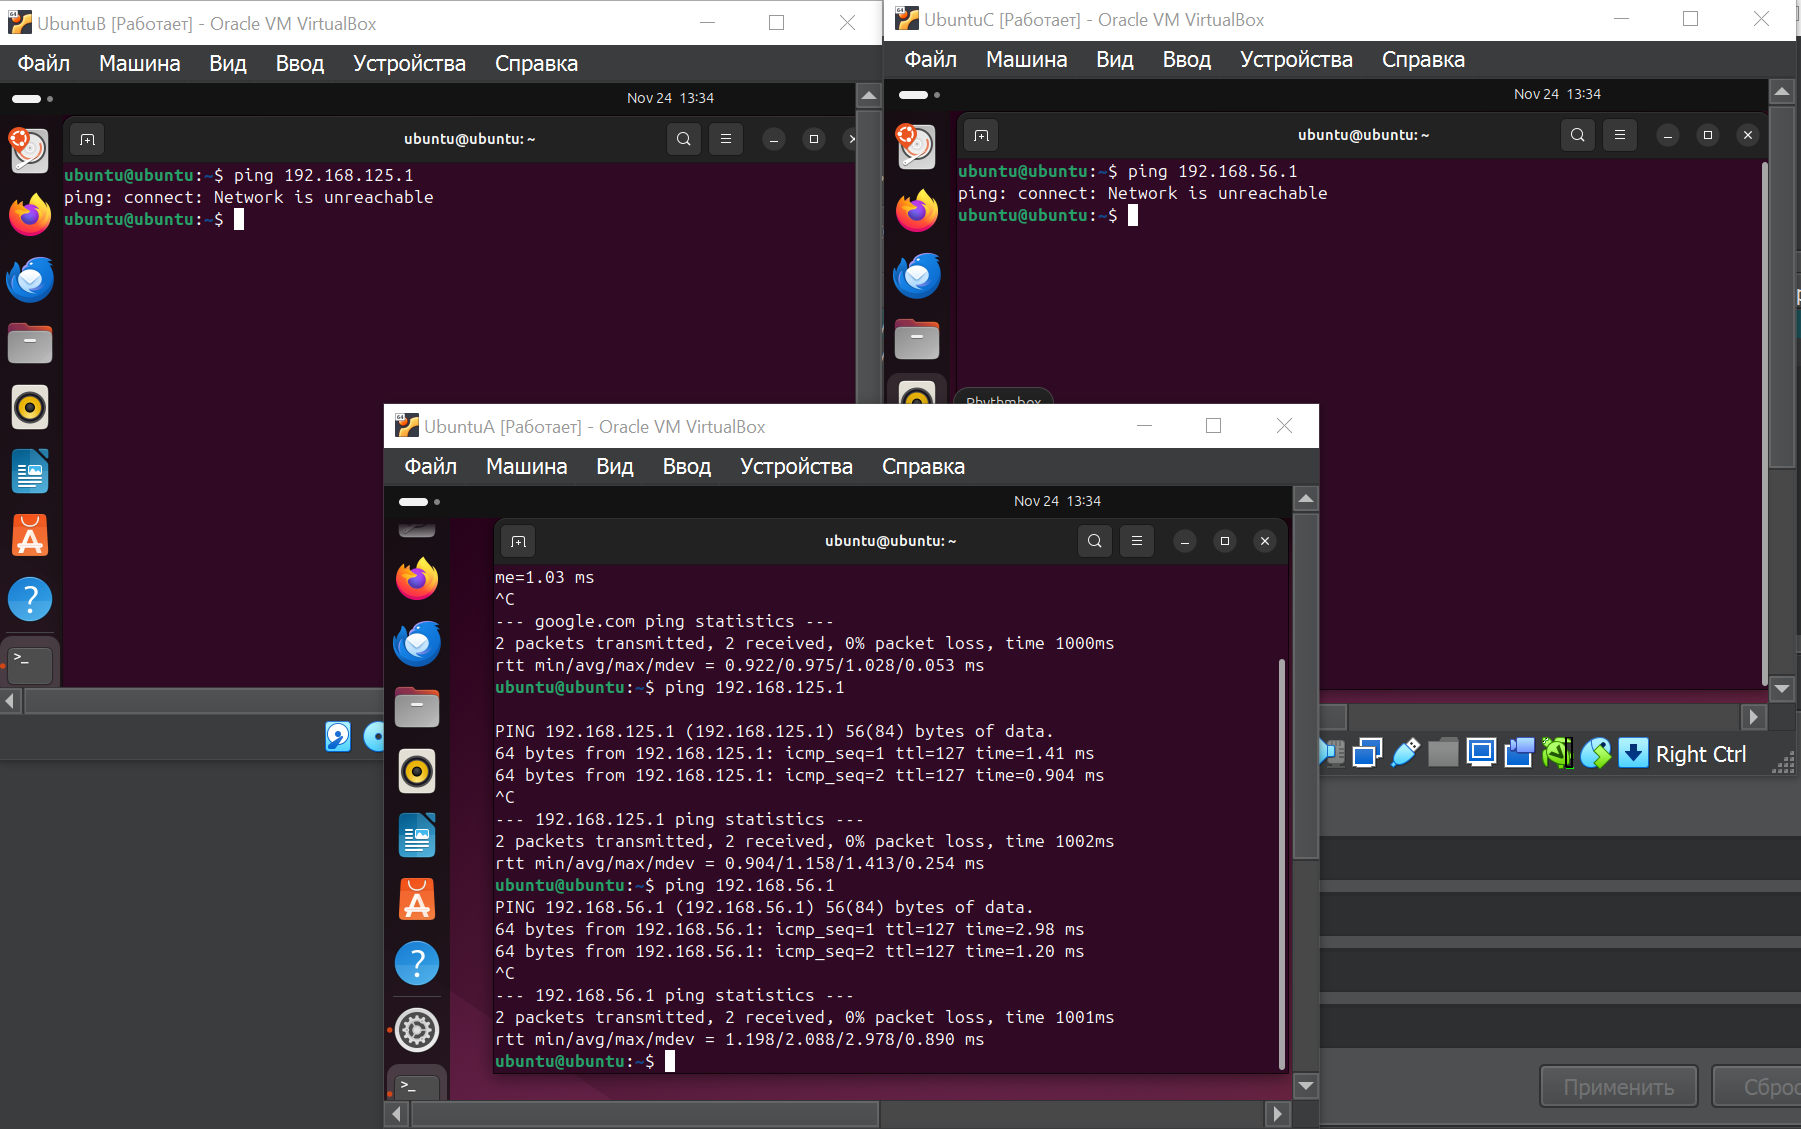 UbuntuB [Работает] - Oracle VM VirtualBox
Файл Машина Вид Ввод Устройства Справка
Nov 24 13:34
ubuntu@ubuntu: ~
ubuntu@ubuntu:~$ ping 192.168.125.1
ping: connect: Network is unreachable
ubuntu@ubuntu:~$
UbuntuC [Работает] - Oracle VM VirtualBox
Файл Машина Вид Ввод Устройства Справка
Nov 24 13:34
ubuntu@ubuntu: ~
ubuntu@ubuntu:~$ ping 192.168.56.1
ping: connect: Network is unreachable
ubuntu@ubuntu:~$
Rhythmbox
UbuntuA [Работает] - Oracle VM VirtualBox
Файл Машина Вид Ввод Устройства Справка
Nov 24 13:34
ubuntu@ubuntu: ~
me=1.03 ms
^C
--- google.com ping statistics ---
2 packets transmitted, 2 received, 0% packet loss, time 1000ms
rtt min/avg/max/mdev = 0.922/0.975/1.028/0.053 ms
ubuntu@ubuntu:~$ ping 192.168.125.1
PING 192.168.125.1 (192.168.125.1) 56(84) bytes of data.
64 bytes from 192.168.125.1: icmp_seq=1 ttl=127 time=1.41 ms
64 bytes from 192.168.125.1: icmp_seq=2 ttl=127 time=0.904 ms
^C
--- 192.168.125.1 ping statistics ---
2 packets transmitted, 2 received, 0% packet loss, time 1002ms
rtt min/avg/max/mdev = 0.904/1.158/1.413/0.254 ms
ubuntu@ubuntu:~$ ping 192.168.56.1
PING 192.168.56.1 (192.168.56.1) 56(84) bytes of data.
64 bytes from 192.168.56.1: icmp_seq=1 ttl=127 time=2.98 ms
64 bytes from 192.168.56.1: icmp_seq=2 ttl=127 time=1.20 ms
^C
--- 192.168.56.1 ping statistics ---
2 packets transmitted, 2 received, 0% packet loss, time 1001ms
rtt min/avg/max/mdev = 1.198/2.088/2.978/0.890 ms
ubuntu@ubuntu:~$
Right Ctrl
Применить